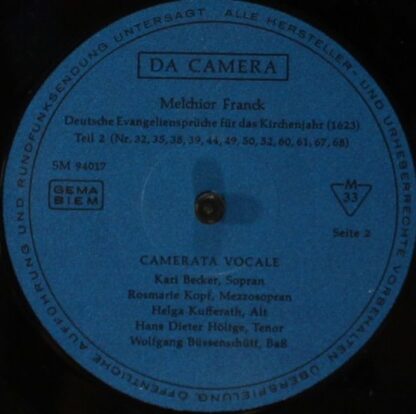 DA CAMERA
Melchior Franck
Deutsche Evangeliensprüche für das Kirchenjahr (1623)
Teil 2 (Nr. 32, 35, 38, 39, 44, 49, 50, 52, 60, 61, 67, 68)
SM 94017
GEMA
BIEM
M
33
Seite 2
CAMERATA VOCALE
Kari Becker, Sopran
Rosmarie Kopf, Mezzosopran
Helga Kufferath, Alt
Hans Dieter Höltge, Tenor
Wolfgang Büssenschütt, Baß
ALLE HERSTELLER- UND URHEBERRECHTE VORBEHALTEN · ÜBERSPIELUNG, ÖFFENTLICHE AUFFÜHRUNG UND RUNDFUNKSENDUNG UNTERSAGT.